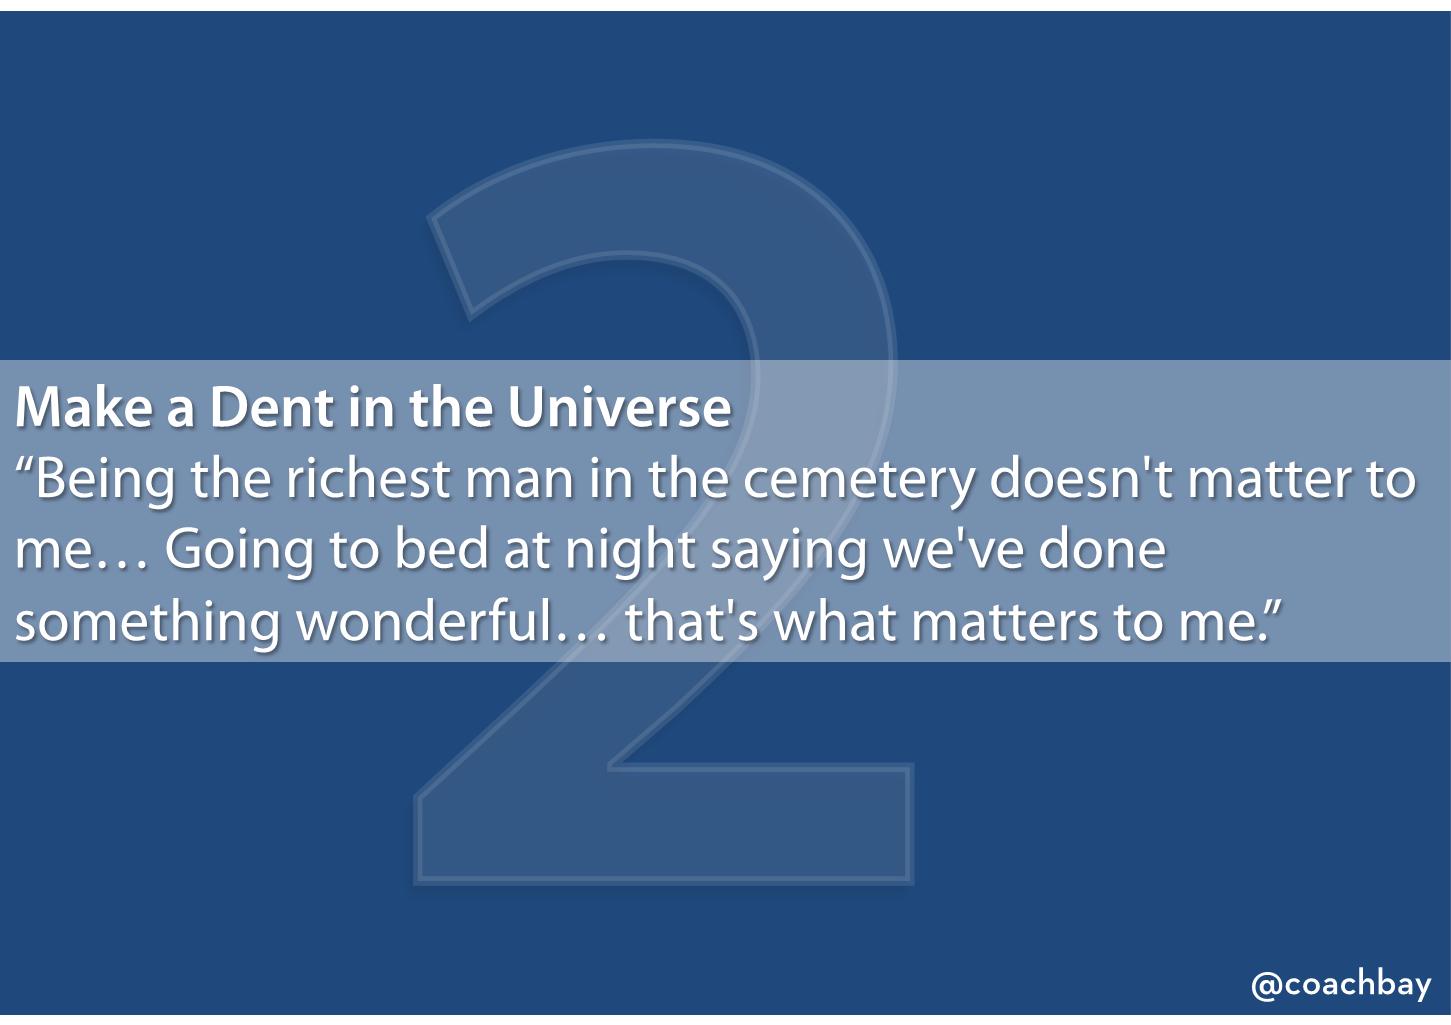 2
Make a Dent in the Universe
“Being the richest man in the cemetery doesn't matter to
me… Going to bed at night saying we've done
something wonderful… that's what matters to me.”
@coachbay